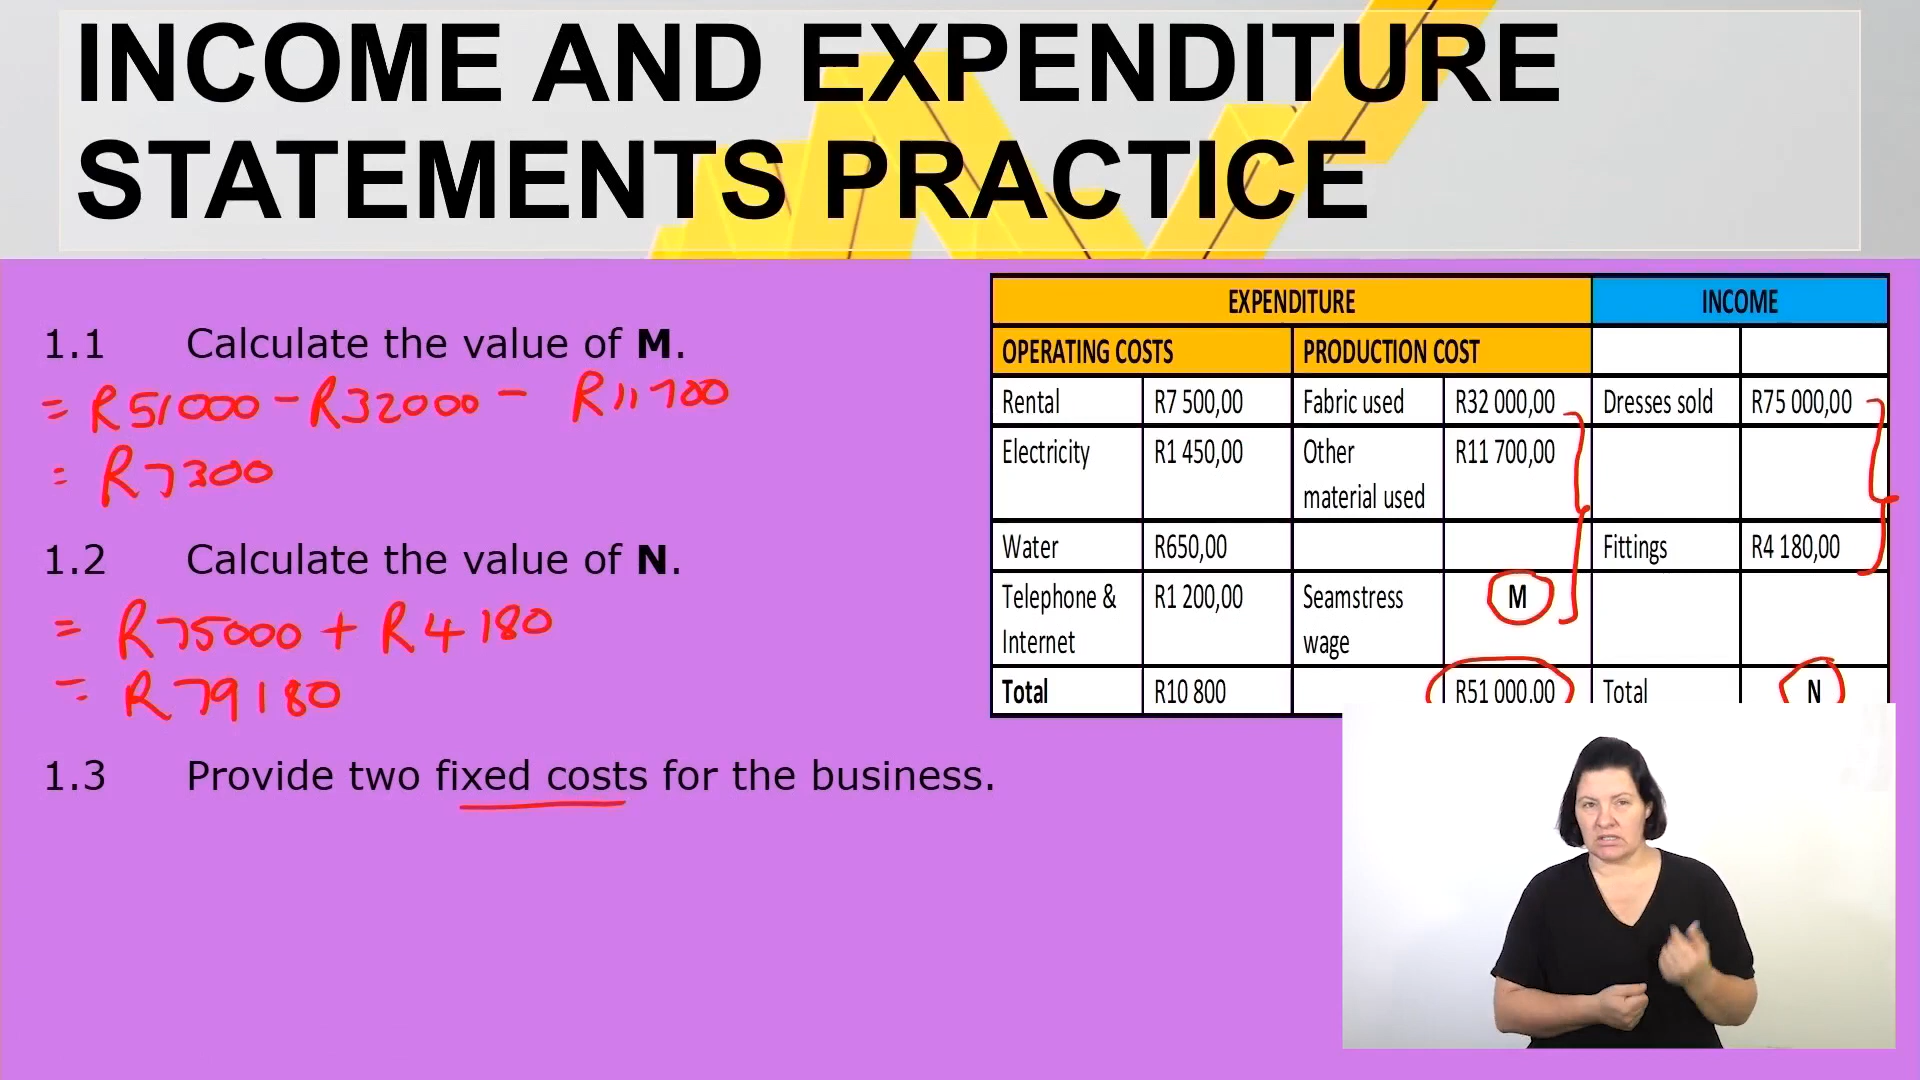 INCOME AND EXPENDITURE
STATEMENTS PRACTICE
1.1 Calculate the value of M.
= R51000 - R32000 - R11700
= R7300
1.2 Calculate the value of N.
= R75000 + R4180
= R79180
1.3 Provide two fixed costs for the business.
EXPENDITURE INCOME
OPERATING COSTS PRODUCTION COST
Rental R7 500,00 Fabric used R32 000,00 Dresses sold R75 000,00
Electricity R1 450,00 Other R11 700,00
material used
Water R650,00 Fittings R4 180,00
Telephone & R1 200,00 Seamstress M
Internet wage
Total R10 800 R51 000,00 Total N